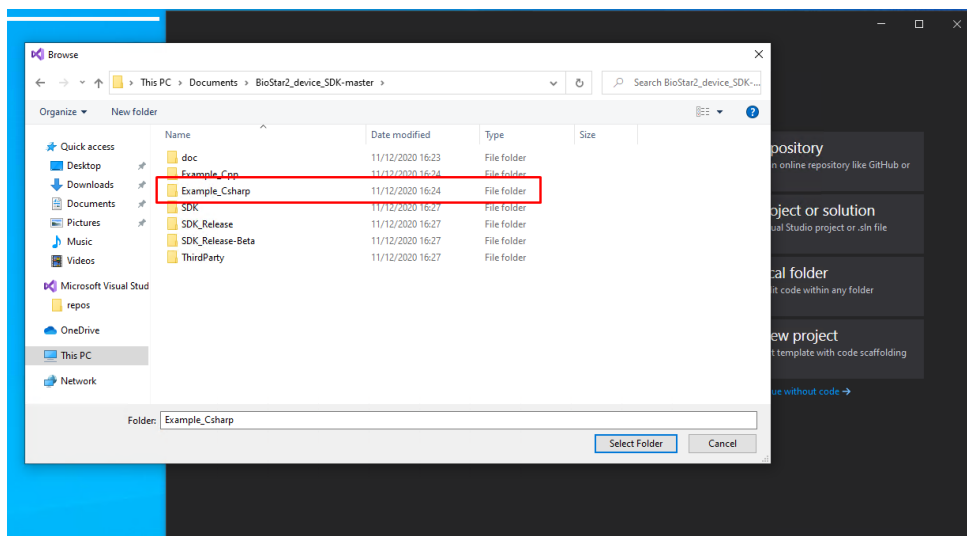 Browse
This PC > Documents > BioStar2_device_SDK-master >
Search BioStar2_device_SDK-...
Organize
New folder
Name Date modified Type Size
Quick access
Desktop
Downloads
Documents
Pictures
Music
Videos
Microsoft Visual Stud
repos
OneDrive
This PC
Network
doc 11/12/2020 16:23 File folder
Example_Cpp 11/12/2020 16:24 File folder
Example_Csharp 11/12/2020 16:24 File folder
SDK 11/12/2020 16:27 File folder
SDK_Release 11/12/2020 16:27 File folder
SDK_Release-Beta 11/12/2020 16:27 File folder
ThirdParty 11/12/2020 16:27 File folder
Folder: Example_Csharp
Select Folder Cancel
pository
n online repository like GitHub or
oject or solution
ual Studio project or .sln file
cal folder
lit code within any folder
ew project
t template with code scaffolding
ue without code →